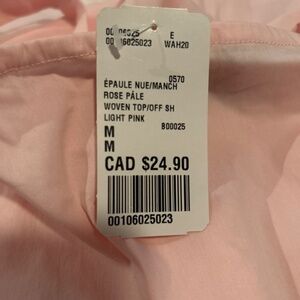 E
00106025023 WAH20
0570
ÉPAULE NUE/MANCH
ROSE PÂLE
WOVEN TOP/OFF SH
LIGHT PINK
M 800025
M
CAD $24.90
00106025023